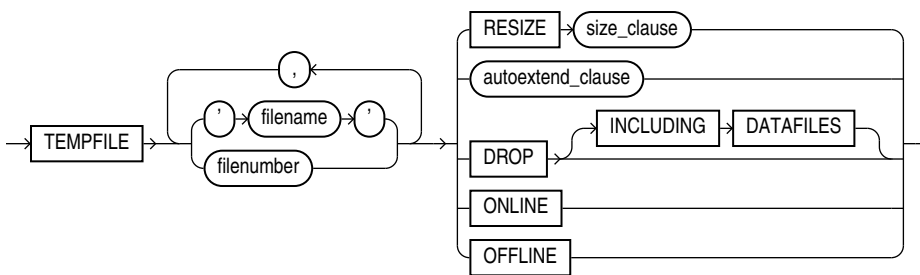 RESIZE size_clause
,
autoextend_clause
' filename '
INCLUDING DATAFILES
TEMPFILE
DROP
filenumber
ONLINE
OFFLINE